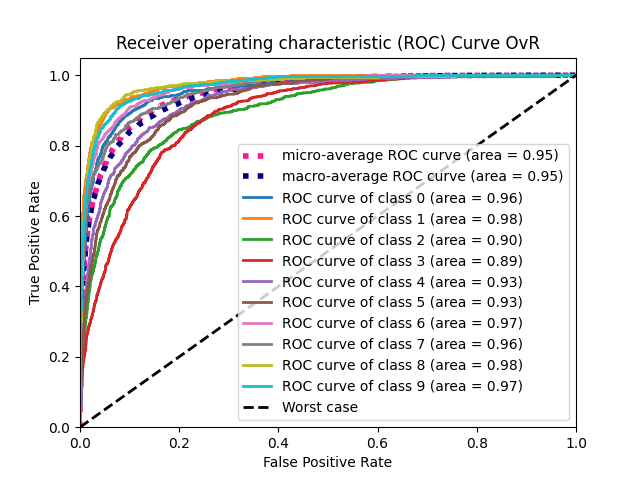 Receiver operating characteristic (ROC) Curve OvR
True Positive Rate
1.0
0.8
0.6
0.4
0.2
0.0
micro-average ROC curve (area = 0.95)
macro-average ROC curve (area = 0.95)
ROC curve of class 0 (area = 0.96)
ROC curve of class 1 (area = 0.98)
ROC curve of class 2 (area = 0.90)
ROC curve of class 3 (area = 0.89)
ROC curve of class 4 (area = 0.93)
ROC curve of class 5 (area = 0.93)
ROC curve of class 6 (area = 0.97)
ROC curve of class 7 (area = 0.96)
ROC curve of class 8 (area = 0.98)
ROC curve of class 9 (area = 0.97)
Worst case
0.0 0.2 0.4 0.6 0.8 1.0
False Positive Rate